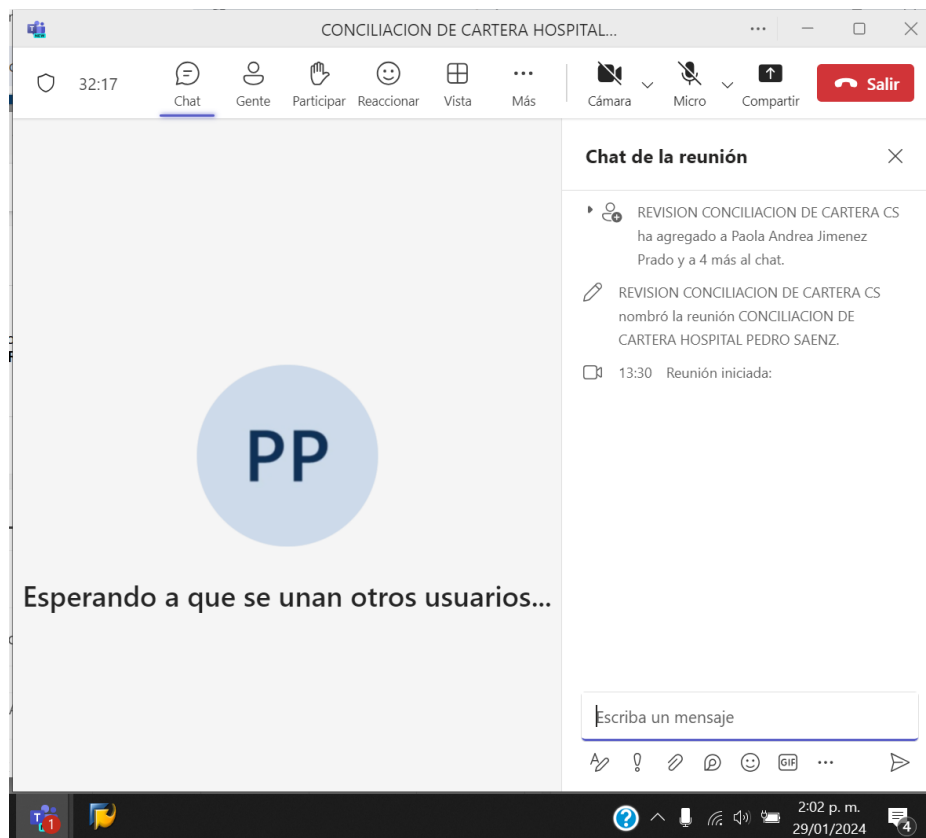 CONCILIACION DE CARTERA HOSPITAL...
32:17
Chat
Gente
Participar
Reaccionar
Vista
Más
Cámara
Micro
Compartir
Salir
Chat de la reunión
REVISION CONCILIACION DE CARTERA CS
ha agregado a Paola Andrea Jimenez
Prado y a 4 más al chat.
REVISION CONCILIACION DE CARTERA CS
nombró la reunión CONCILIACION DE
CARTERA HOSPITAL PEDRO SAENZ.
13:30 Reunión iniciada:
PP
Esperando a que se unan otros usuarios...
Escriba un mensaje
GIF
2:02 p. m.
29/01/2024
1
4